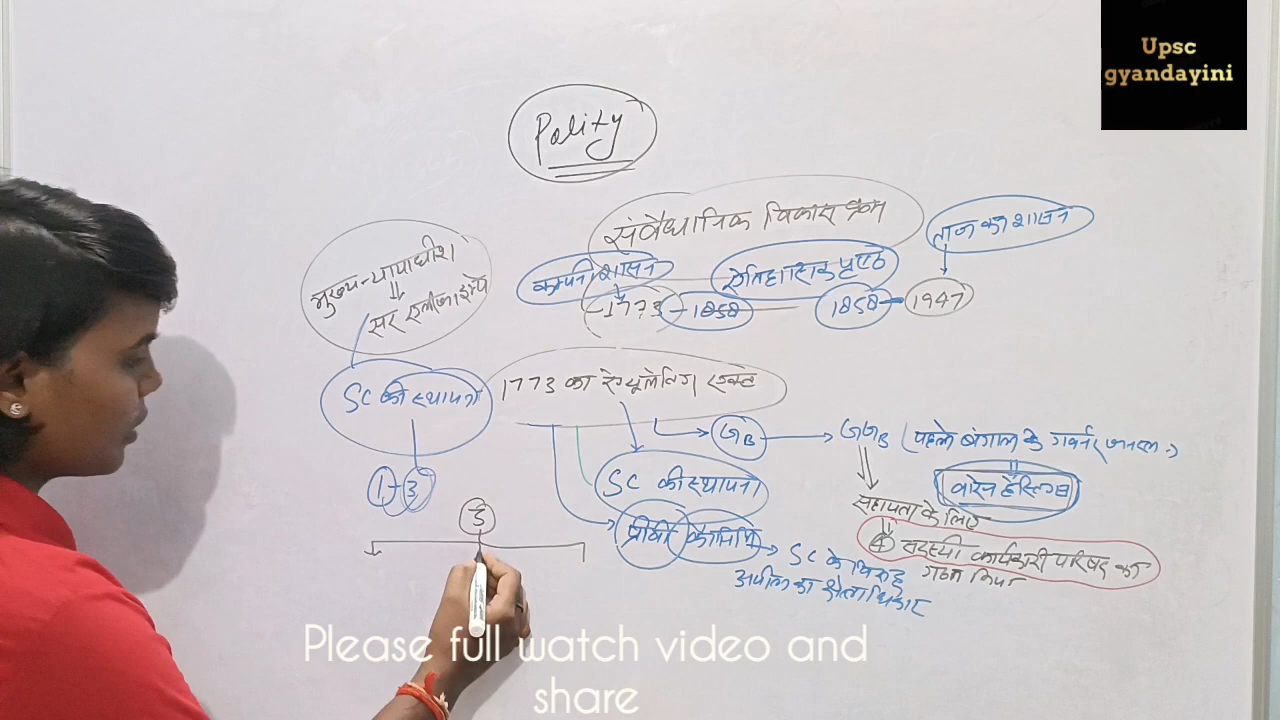 Upsc
gyandayini
Polity
संवैधानिक विकास क्रम
ताज का शासन
कम्पनी शासन
ऐतिहासिक पृष्ठ
1773 - 1858
1858 - 1947
मुख्य न्यायाधीश
सर एलीजा इम्पे
SC की स्थापना
1773 का रेग्यूलेटिंग एक्ट
GB
GGB (पहले बंगाल के गवर्नर जनरल)
वारेन हेस्टिंग्स
SC की स्थापना
1-3
सहायता के लिए
4 सदस्यी कार्यकारी परिषद का
गठन किया
प्रीवी
SC के विरुद्ध
अपील का क्षेत्राधिकार
3
Please full watch video and
share